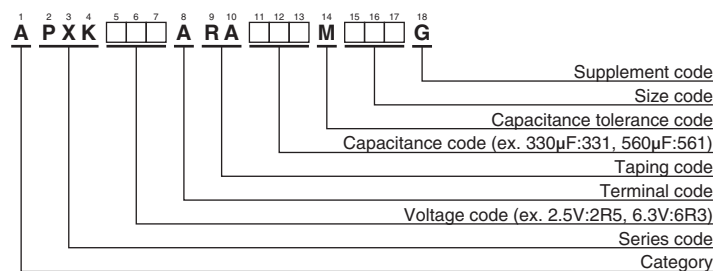 1 2 3 4 5 6 7 8 9 10 11 12 13 14 15 16 17 18
A P X K A R A M G
Supplement code
Size code
Capacitance tolerance code
Capacitance code (ex. 330µF:331, 560µF:561)
Taping code
Terminal code
Voltage code (ex. 2.5V:2R5, 6.3V:6R3)
Series code
Category